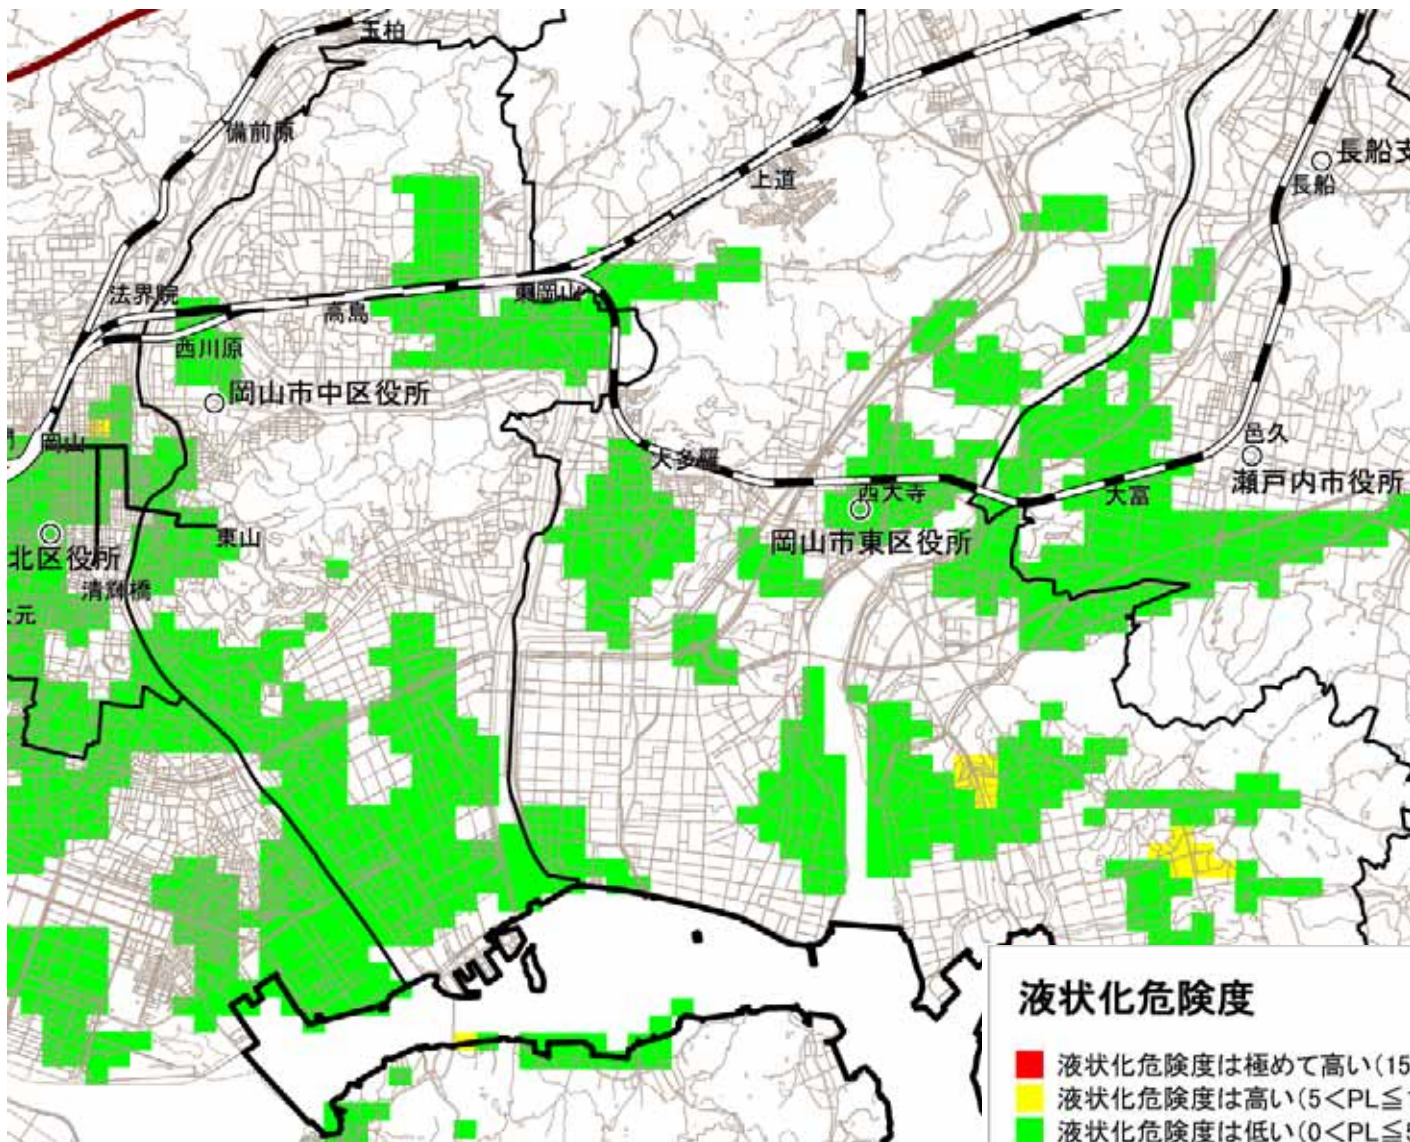 玉柏
備前原
長船支
長船
上道
法界院
東岡山
高島
西川原
岡山市中区役所
岡山
邑久
大多羅
瀬戸内市役所
西大寺
大富
岡山市東区役所
東山
北区役所
清輝橋
元
液状化危険度
液状化危険度は極めて高い(15
液状化危険度は高い(5<PL≦1
液状化危険度は低い(0<PL≦5